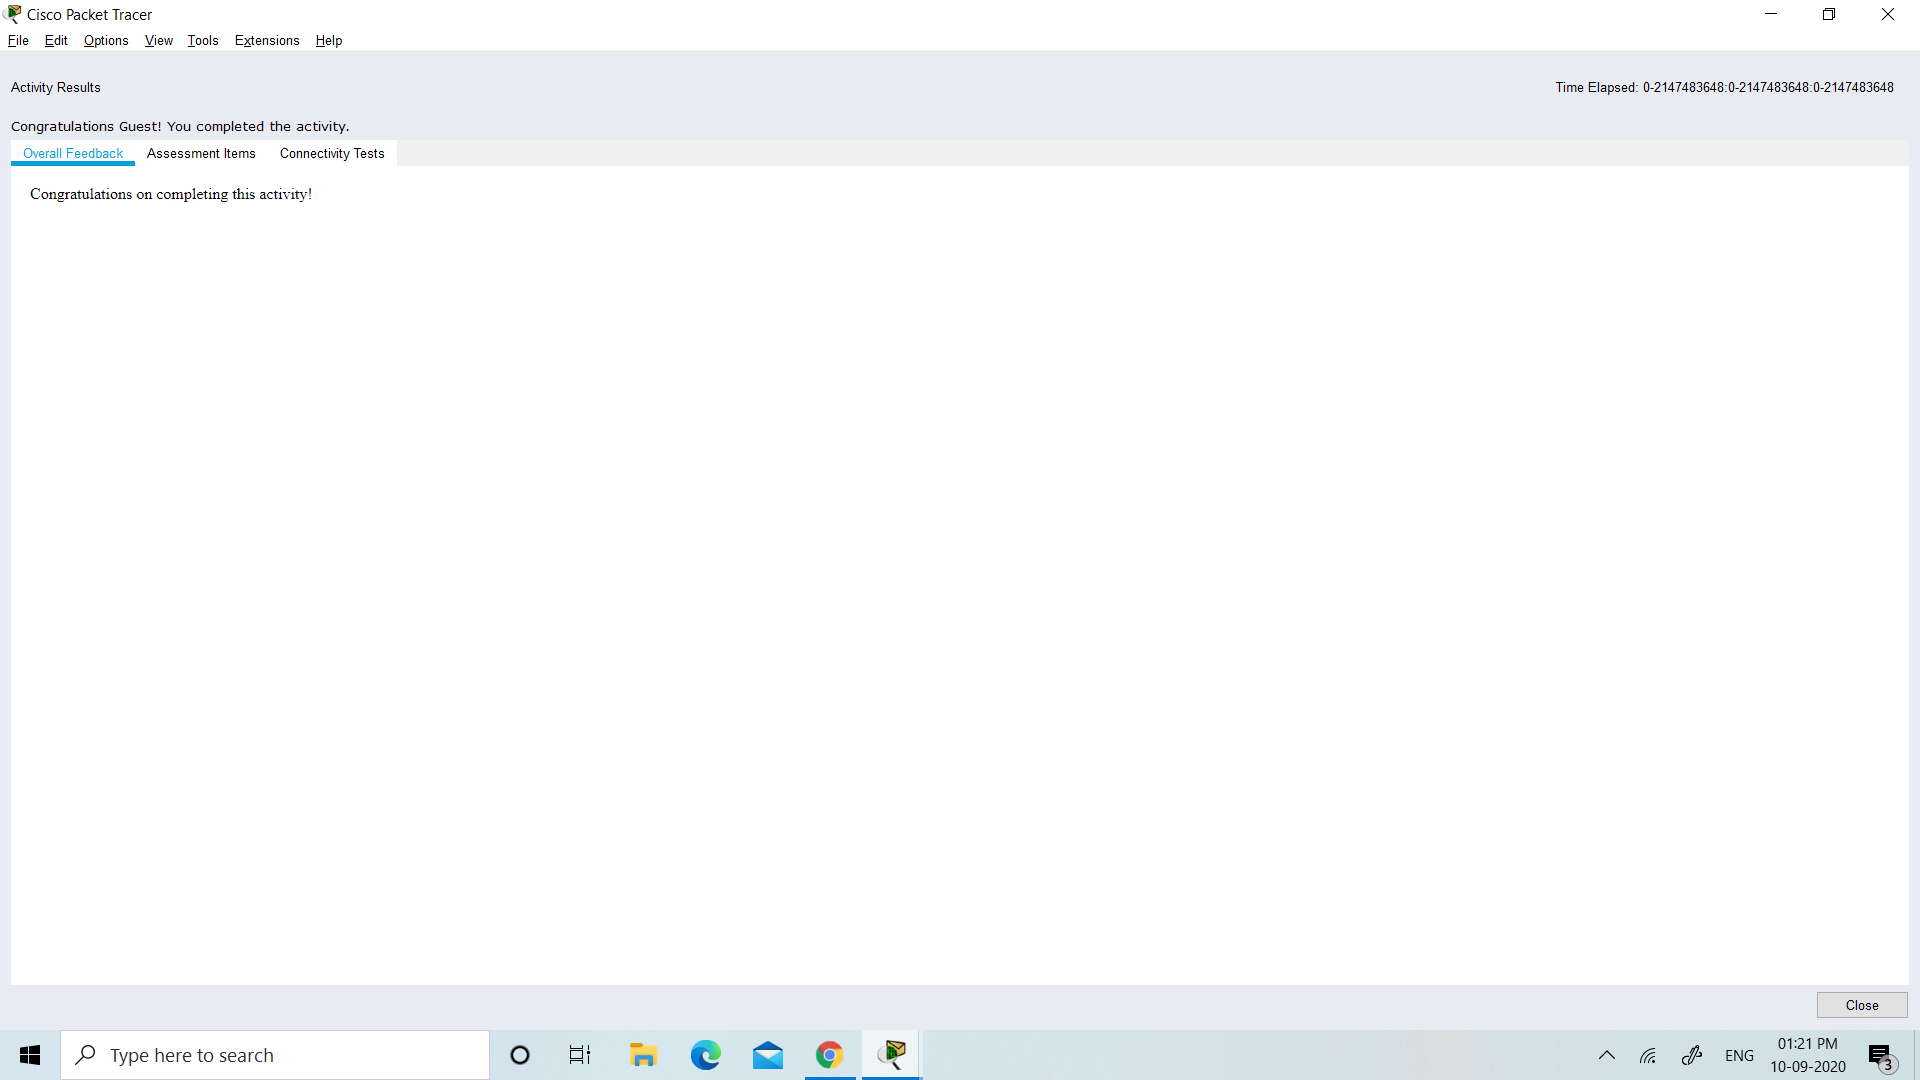 Cisco Packet Tracer
File Edit Options View Tools Extensions Help
Activity Results
Time Elapsed: 0-2147483648:0-2147483648:0-2147483648
Congratulations Guest! You completed the activity.
Overall Feedback Assessment Items Connectivity Tests
Congratulations on completing this activity!
Close
Type here to search
ENG
01:21 PM
10-09-2020
3